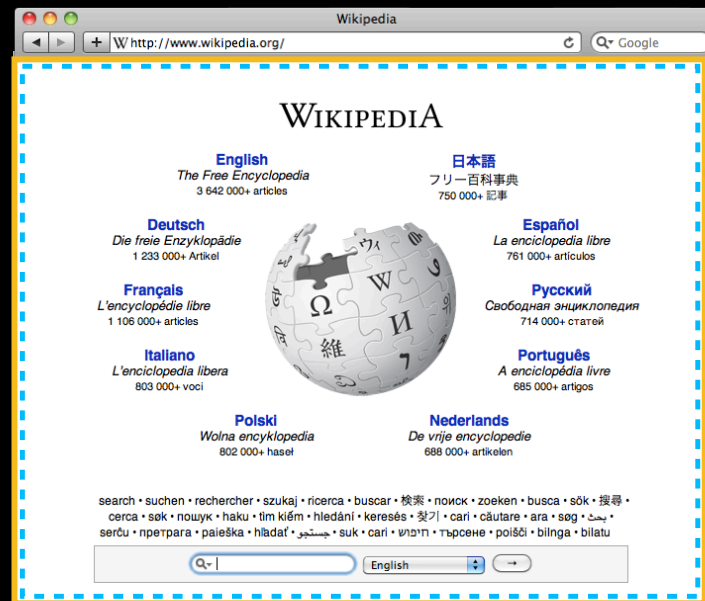 Wikipedia
http://www.wikipedia.org/
Google
WIKIPEDIA
English
The Free Encyclopedia
3 642 000+ articles
日本語
フリー百科事典
750 000+ 記事
Deutsch
Die freie Enzyklopädie
1 233 000+ Artikel
Español
La enciclopedia libre
761 000+ artículos
Français
L'encyclopédie libre
1 106 000+ articles
Русский
Свободная энциклопедия
714 000+ статей
Italiano
L'enciclopedia libera
803 000+ voci
Português
A enciclopédia livre
685 000+ artigos
Polski
Wolna encyklopedia
802 000+ haseł
Nederlands
De vrije encyclopedie
688 000+ artikelen
Ω W И 維 ウィ 7
search • suchen • rechercher • szukaj • ricerca • buscar • 検索 • поиск • zoeken • busca • sök • 搜尋 •
cerca • søk • пошук • haku • tìm kiếm • hledání • keresés • 찾기 • cari • căutare • ara • søg • بحث •
serĉu • претрага • paieška • hľadať • جستجو • suk • cari • חיפוש • търсене • poišči • bilnga • bilatu
English →